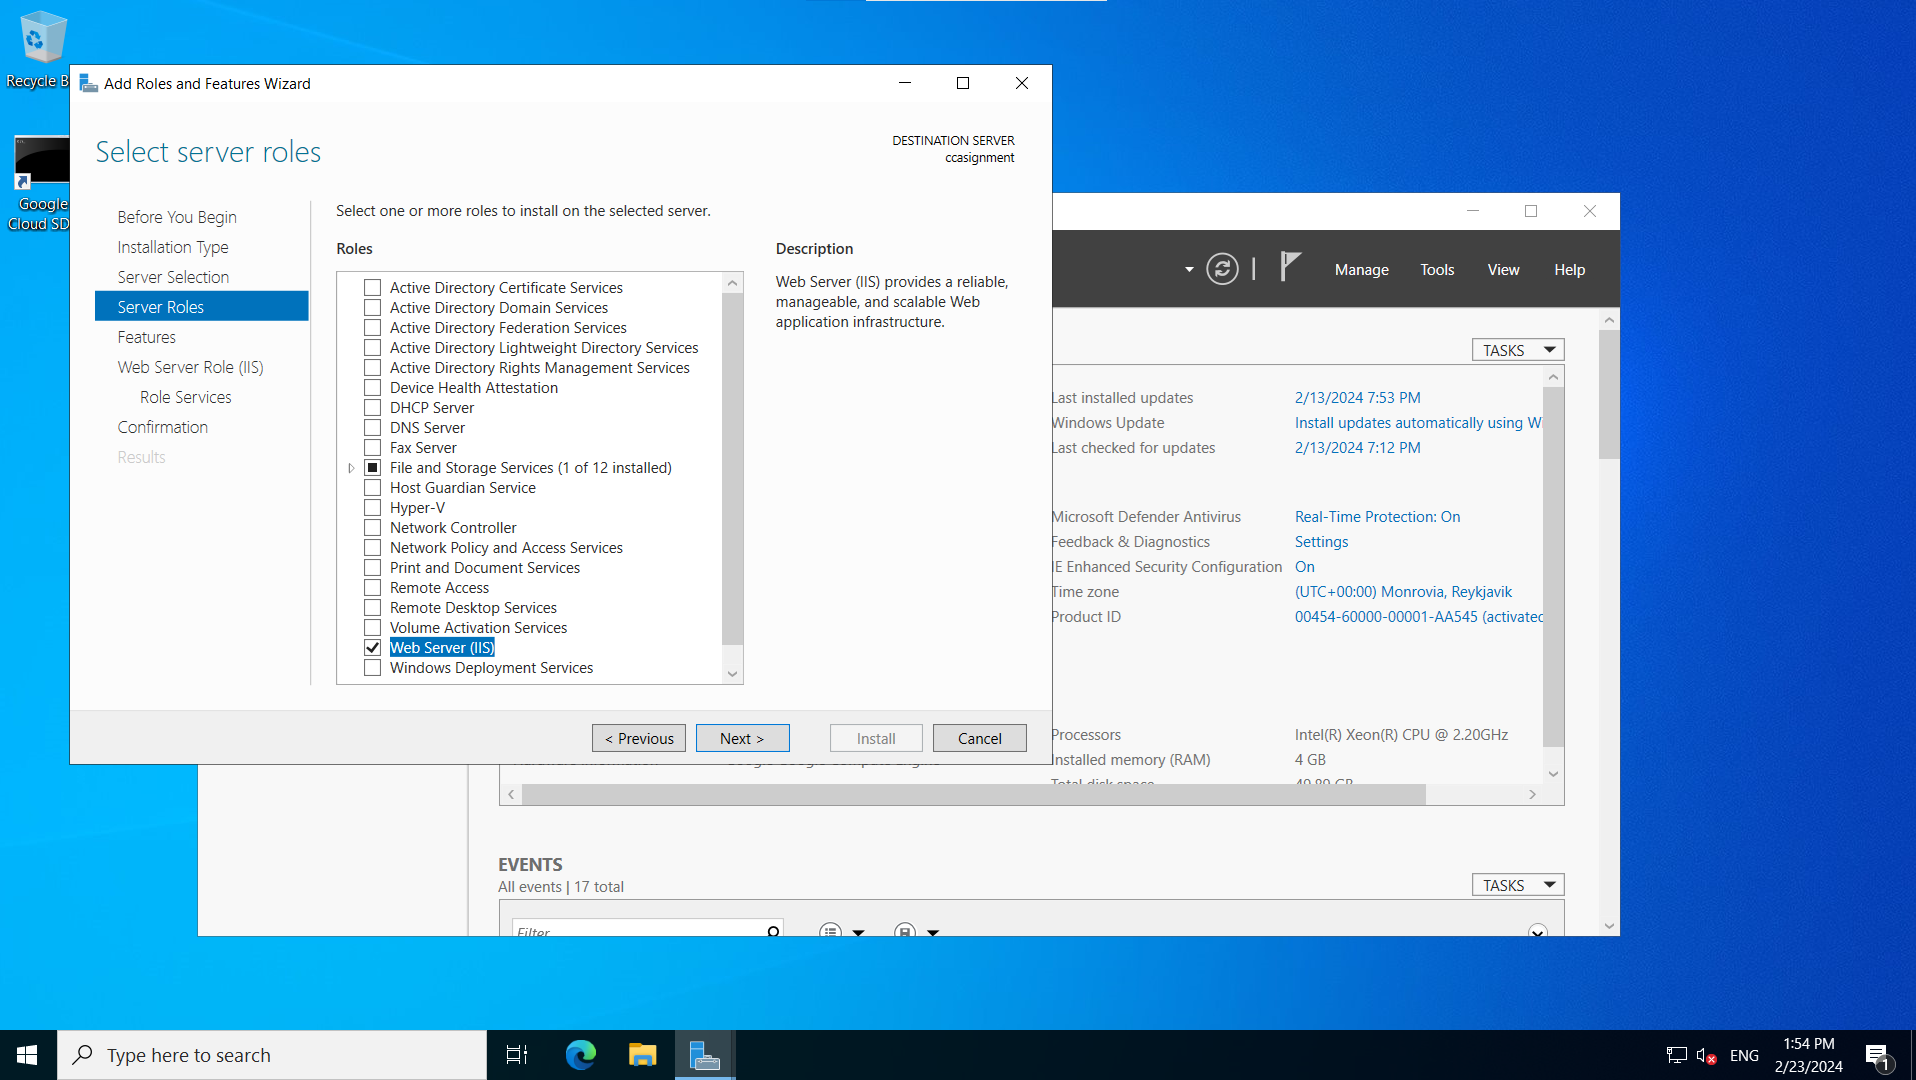 Recycle B
Google
Cloud SD
Add Roles and Features Wizard
Select server roles
DESTINATION SERVER
ccasignment
Before You Begin
Installation Type
Server Selection
Server Roles
Features
Web Server Role (IIS)
Role Services
Confirmation
Results
Select one or more roles to install on the selected server.
Roles
Active Directory Certificate Services
Active Directory Domain Services
Active Directory Federation Services
Active Directory Lightweight Directory Services
Active Directory Rights Management Services
Device Health Attestation
DHCP Server
DNS Server
Fax Server
File and Storage Services (1 of 12 installed)
Host Guardian Service
Hyper-V
Network Controller
Network Policy and Access Services
Print and Document Services
Remote Access
Remote Desktop Services
Volume Activation Services
Web Server (IIS)
Windows Deployment Services
Description
Web Server (IIS) provides a reliable,
manageable, and scalable Web
application infrastructure.
< Previous
Next >
Install
Cancel
Manage
Tools
View
Help
TASKS
Last installed updates 2/13/2024 7:53 PM
Windows Update Install updates automatically using W
Last checked for updates 2/13/2024 7:12 PM
Microsoft Defender Antivirus Real-Time Protection: On
Feedback & Diagnostics Settings
IE Enhanced Security Configuration On
Time zone (UTC+00:00) Monrovia, Reykjavik
Product ID 00454-60000-00001-AA545 (activated
Processors Intel(R) Xeon(R) CPU @ 2.20GHz
Installed memory (RAM) 4 GB
Total disk space 49.89 GB
EVENTS
All events | 17 total
TASKS
Filter
Type here to search
ENG
1:54 PM
2/23/2024
1